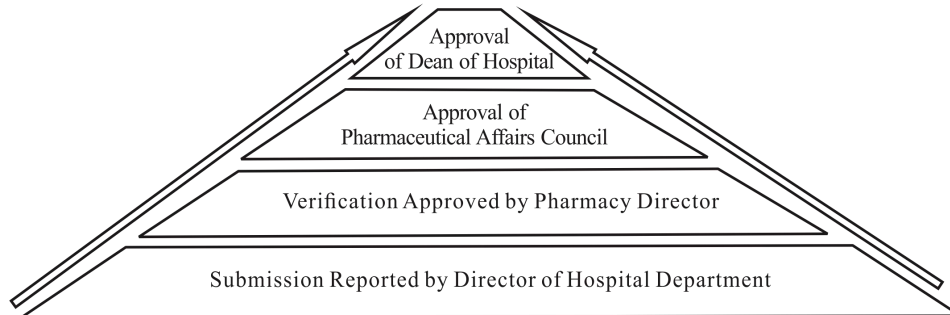 Approval
of Dean of Hospital
Approval of
Pharmaceutical Affairs Council
Verification Approved by Pharmacy Director
Submission Reported by Director of Hospital Department